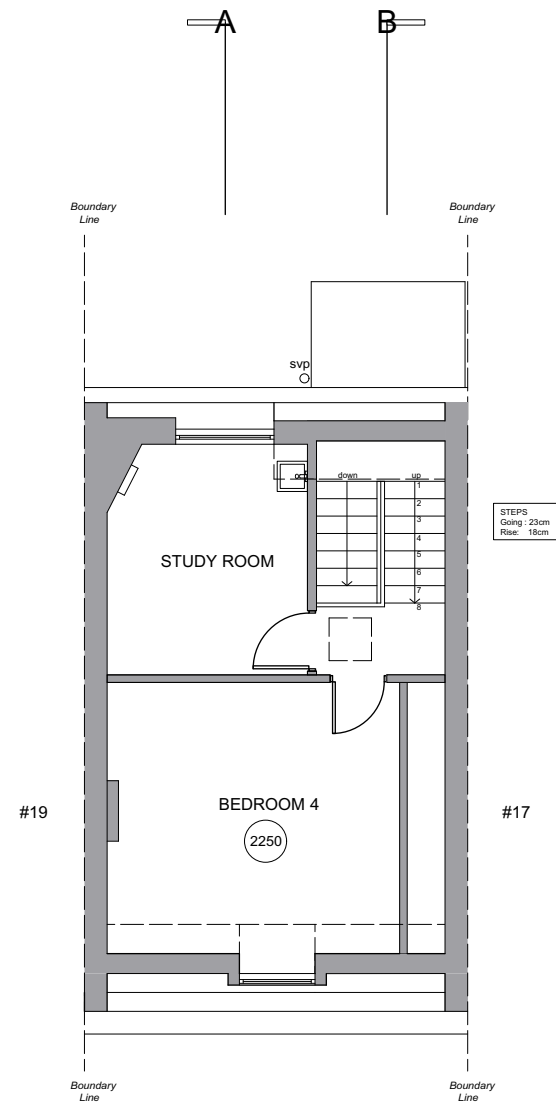 A
B
Boundary
Line
Boundary
Line
svp
down
up
1
2
3
4
5
6
7
8
STEPS
Going : 23cm
Rise: 18cm
STUDY ROOM
BEDROOM 4
2250
#19
#17
Boundary
Line
Boundary
Line